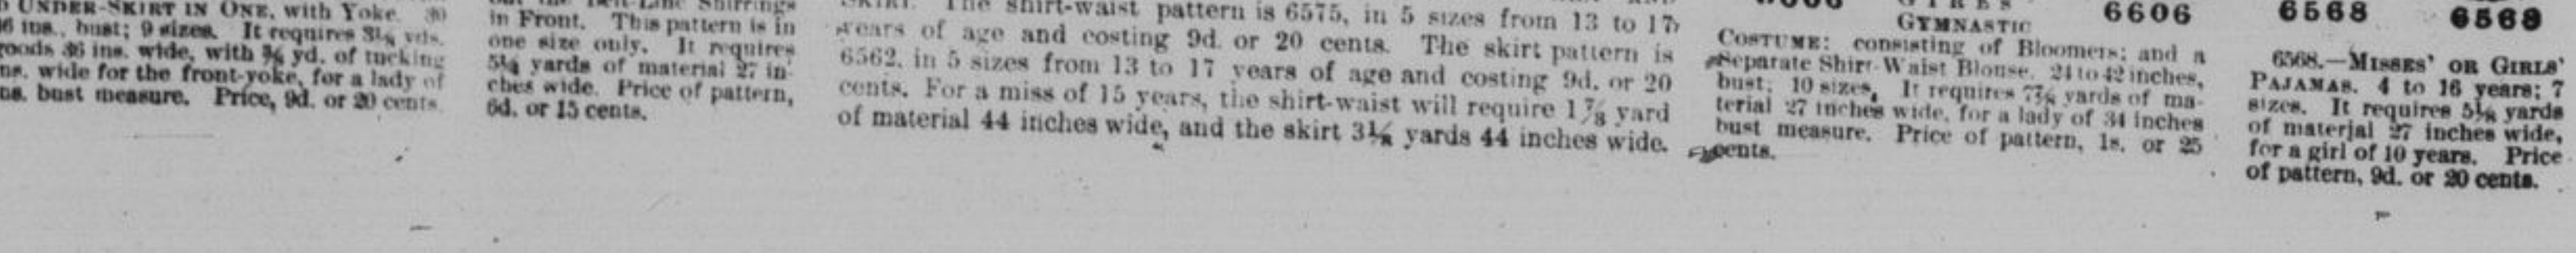 UNDER-SKIRT IN ONE, with Yoke. 30
ins., bust; 9 sizes. It requires 3⅛ yds.
goods 36 ins. wide, with ⅜ yd. of tucking
ins. wide for the front-yoke, for a lady of
ins. bust measure. Price, 9d. or 20 cents.
Shirrings
in Front. This pattern is in
one size only. It requires
5¼ yards of material 27 in-
ches wide. Price of pattern,
6d. or 15 cents.
SKIRT. The shirt-waist pattern is 6575, in 5 sizes from 13 to 17
years of age and costing 9d. or 20 cents. The skirt pattern is
6562, in 5 sizes from 13 to 17 years of age and costing 9d. or 20
cents. For a miss of 15 years, the shirt-waist will require 1⅞ yard
of material 44 inches wide, and the skirt 3⅛ yards 44 inches wide.
6606
GYMNASTIC
COSTUME: consisting of Bloomers; and a
Separate Shirt-Waist Blouse. 24 to 42 inches,
bust; 10 sizes. It requires 7⅞ yards of ma-
terial 27 inches wide, for a lady of 34 inches
bust measure. Price of pattern, 1s. or 25
cents.
6568 6568
6568.—MISSES' OR GIRLS'
PAJAMAS. 4 to 16 years; 7
sizes. It requires 5⅛ yards
of material 27 inches wide,
for a girl of 10 years. Price
of pattern, 9d. or 20 cents.